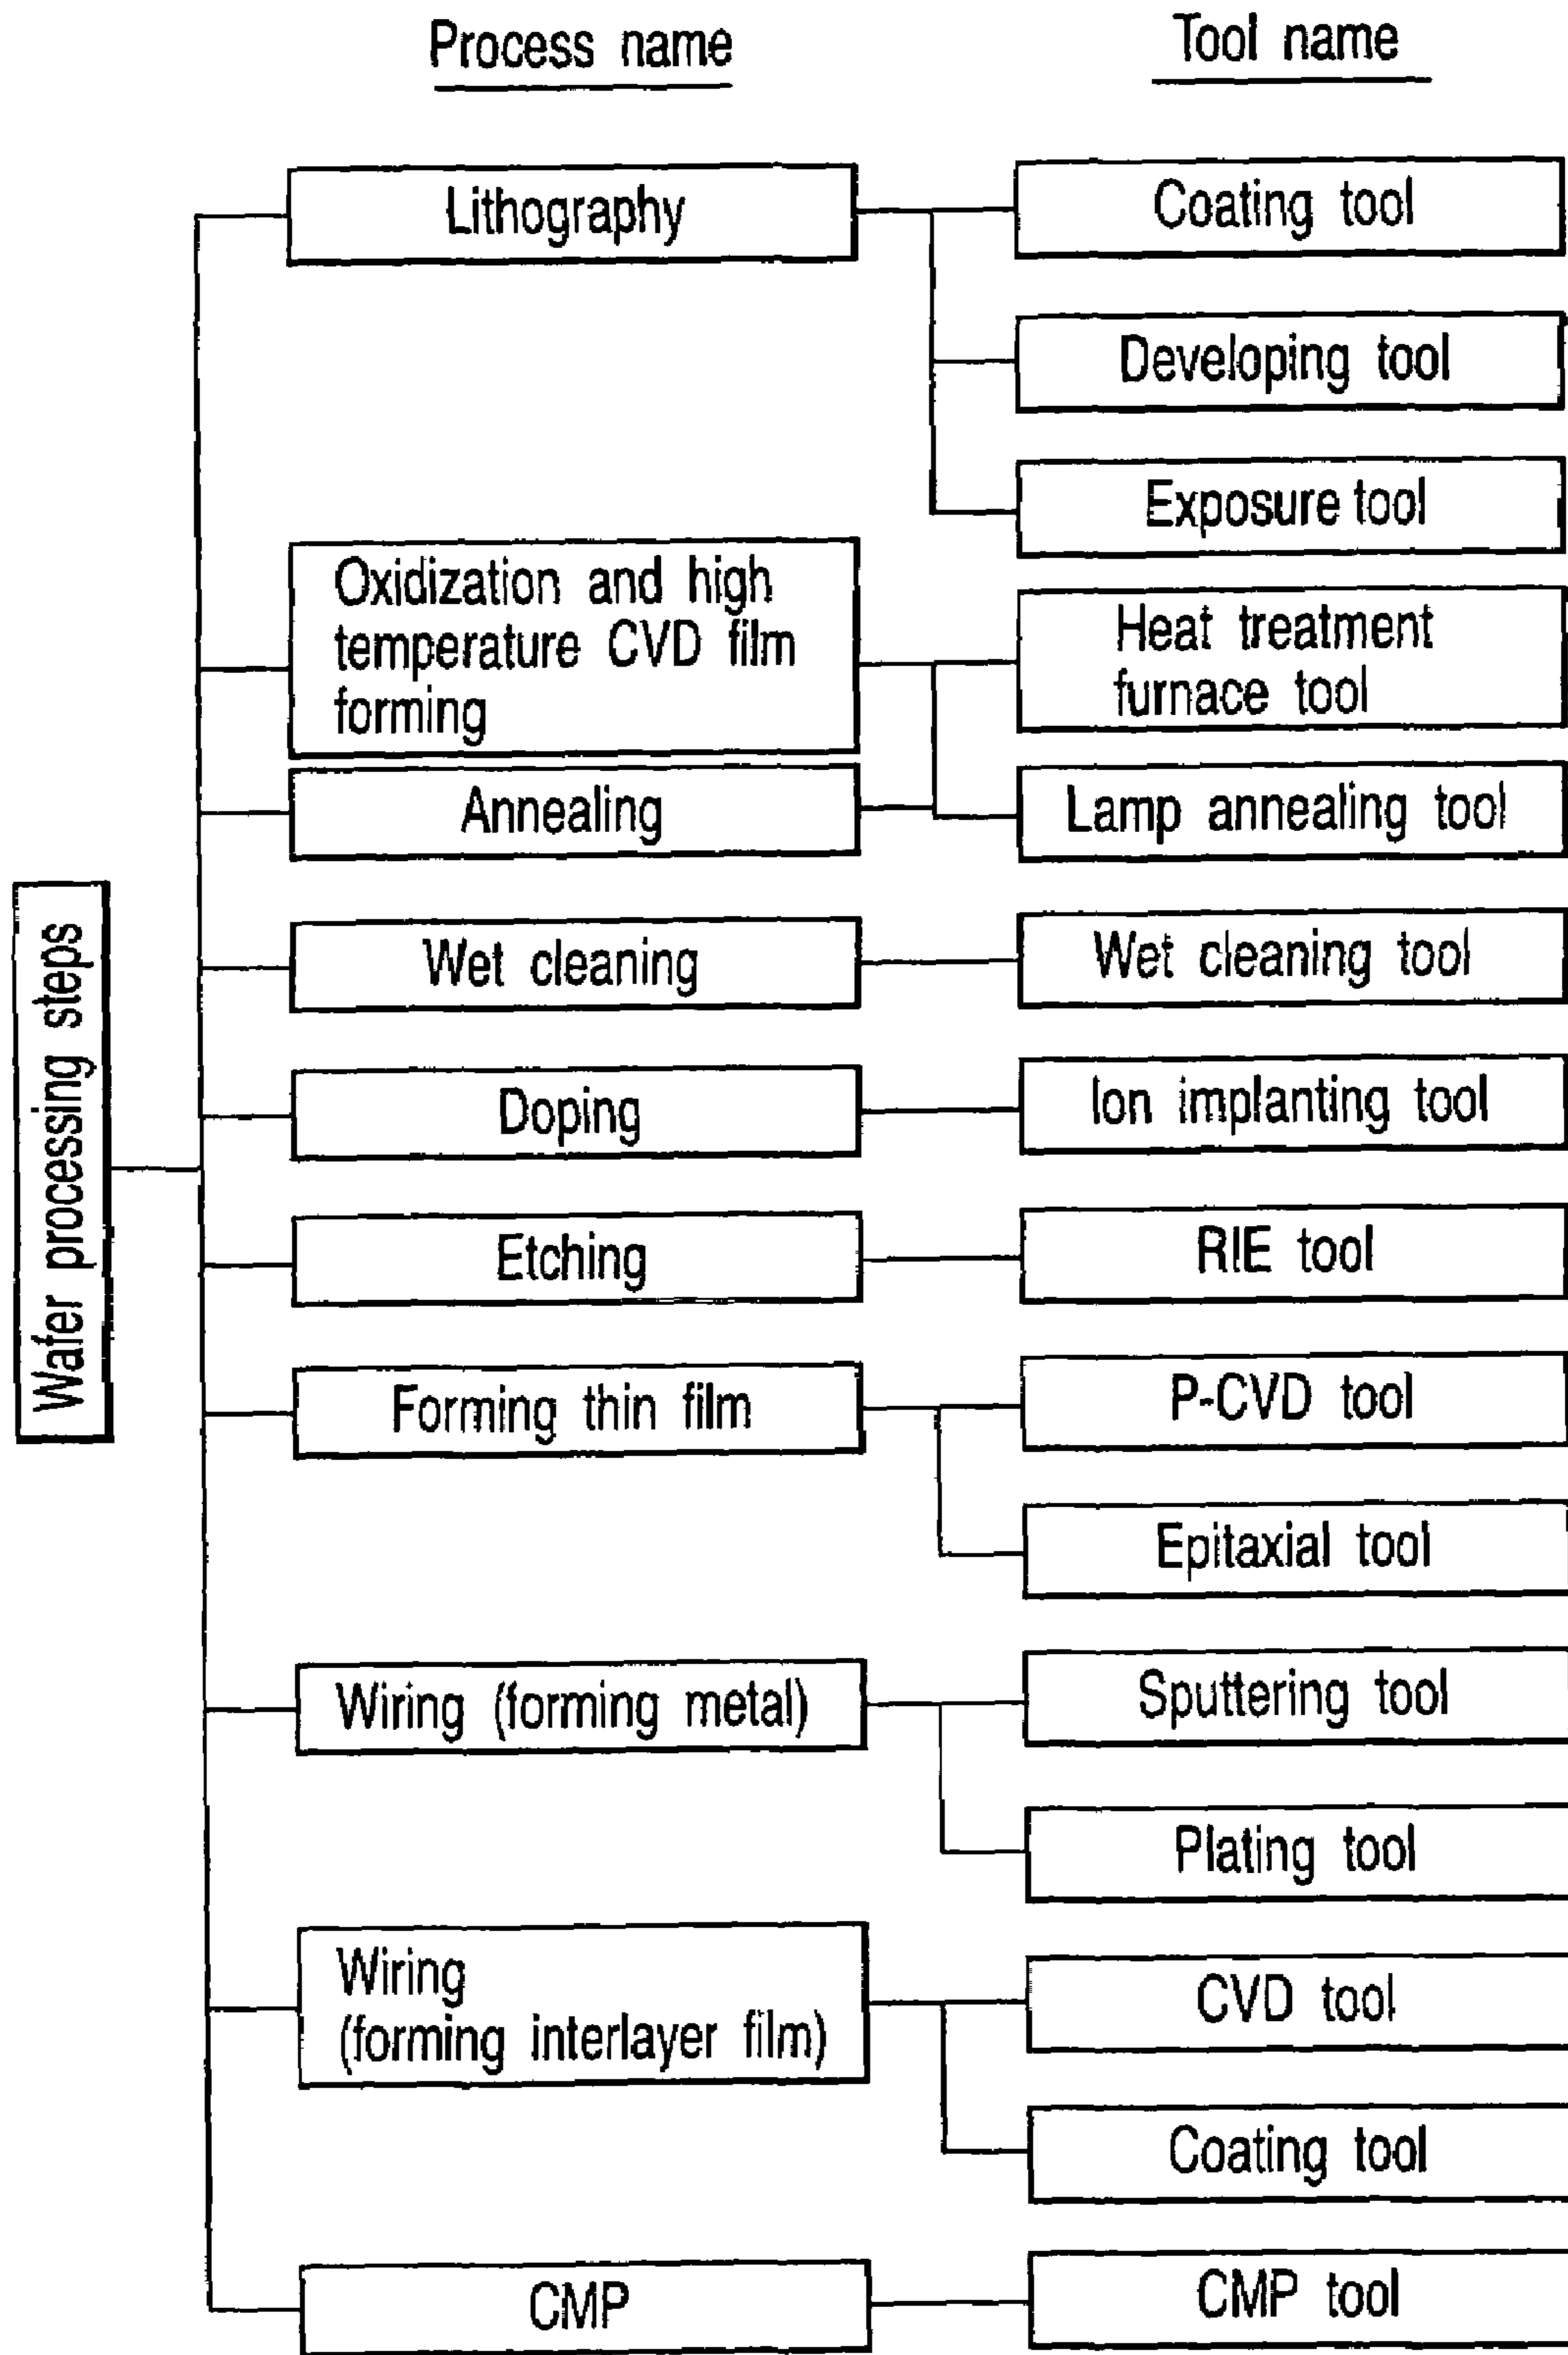 Process name
Tool name
Lithography
Coating tool
Developing tool
Exposure tool
Oxidization and high
temperature CVD film
forming
Heat treatment
furnace tool
Annealing
Lamp annealing tool
Wet cleaning
Wet cleaning tool
Wafer processing steps
Doping
Ion implanting tool
Etching
RIE tool
Forming thin film
P-CVD tool
Epitaxial tool
Wiring (forming metal)
Sputtering tool
Plating tool
Wiring
(forming interlayer film)
CVD tool
Coating tool
CMP
CMP tool